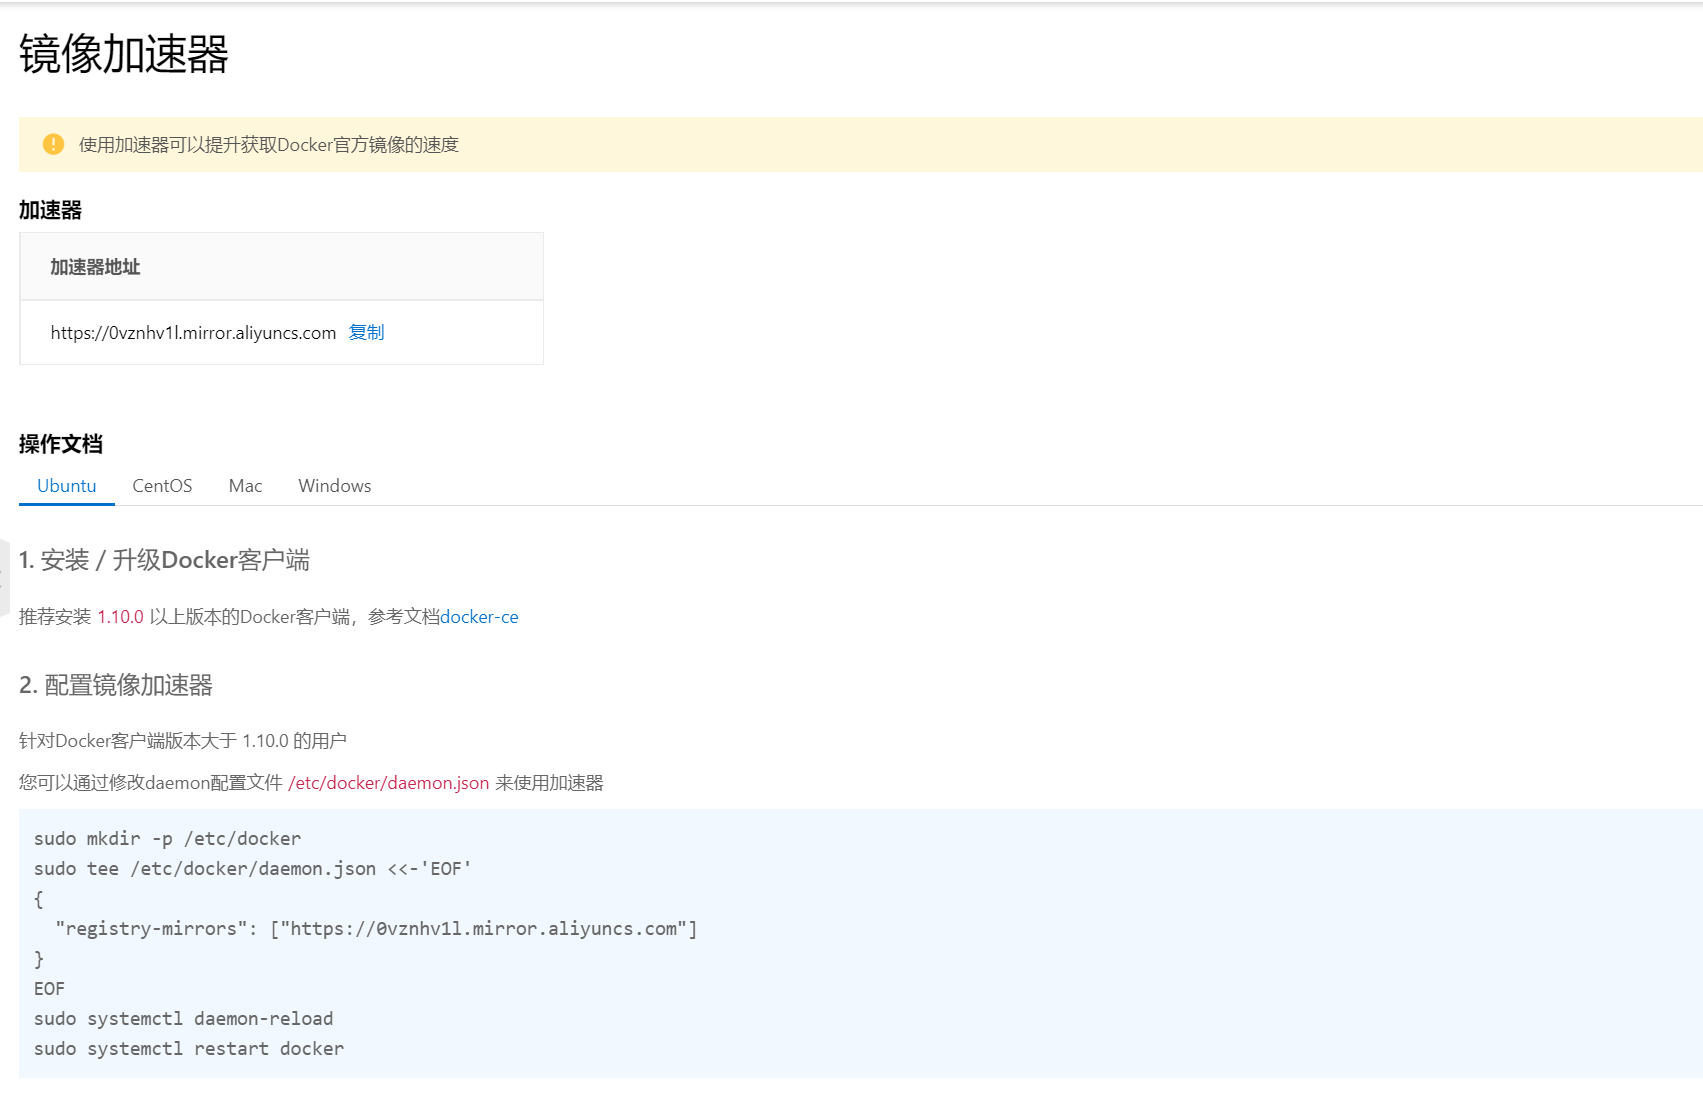 镜像加速器
使用加速器可以提升获取Docker官方镜像的速度
加速器
加速器地址
https://0vznhv1l.mirror.aliyuncs.com 复制
操作文档
Ubuntu CentOS Mac Windows
1. 安装 / 升级Docker客户端
推荐安装 1.10.0 以上版本的Docker客户端，参考文档docker-ce
2. 配置镜像加速器
针对Docker客户端版本大于 1.10.0 的用户
您可以通过修改daemon配置文件 /etc/docker/daemon.json 来使用加速器
sudo mkdir -p /etc/docker
sudo tee /etc/docker/daemon.json <<-'EOF'
{
  "registry-mirrors": ["https://0vznhv1l.mirror.aliyuncs.com"]
}
EOF
sudo systemctl daemon-reload
sudo systemctl restart docker